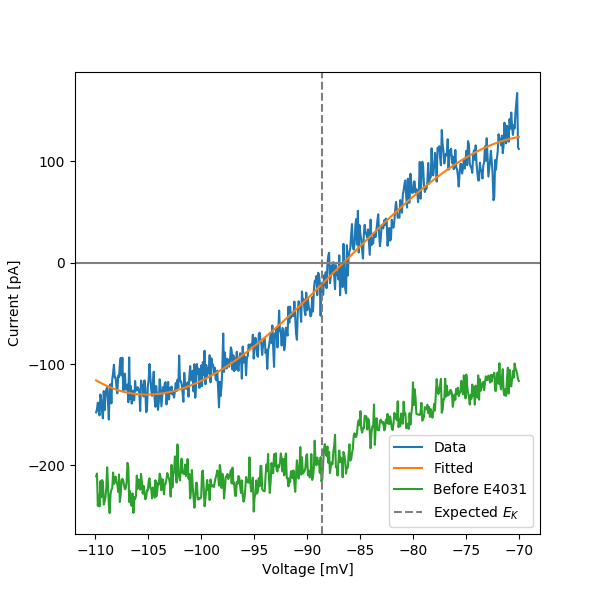 100
0
−100
−200
Current [pA]
−110 −105 −100 −95 −90 −85 −80 −75 −70
Voltage [mV]
Data
Fitted
Before E4031
Expected E_K